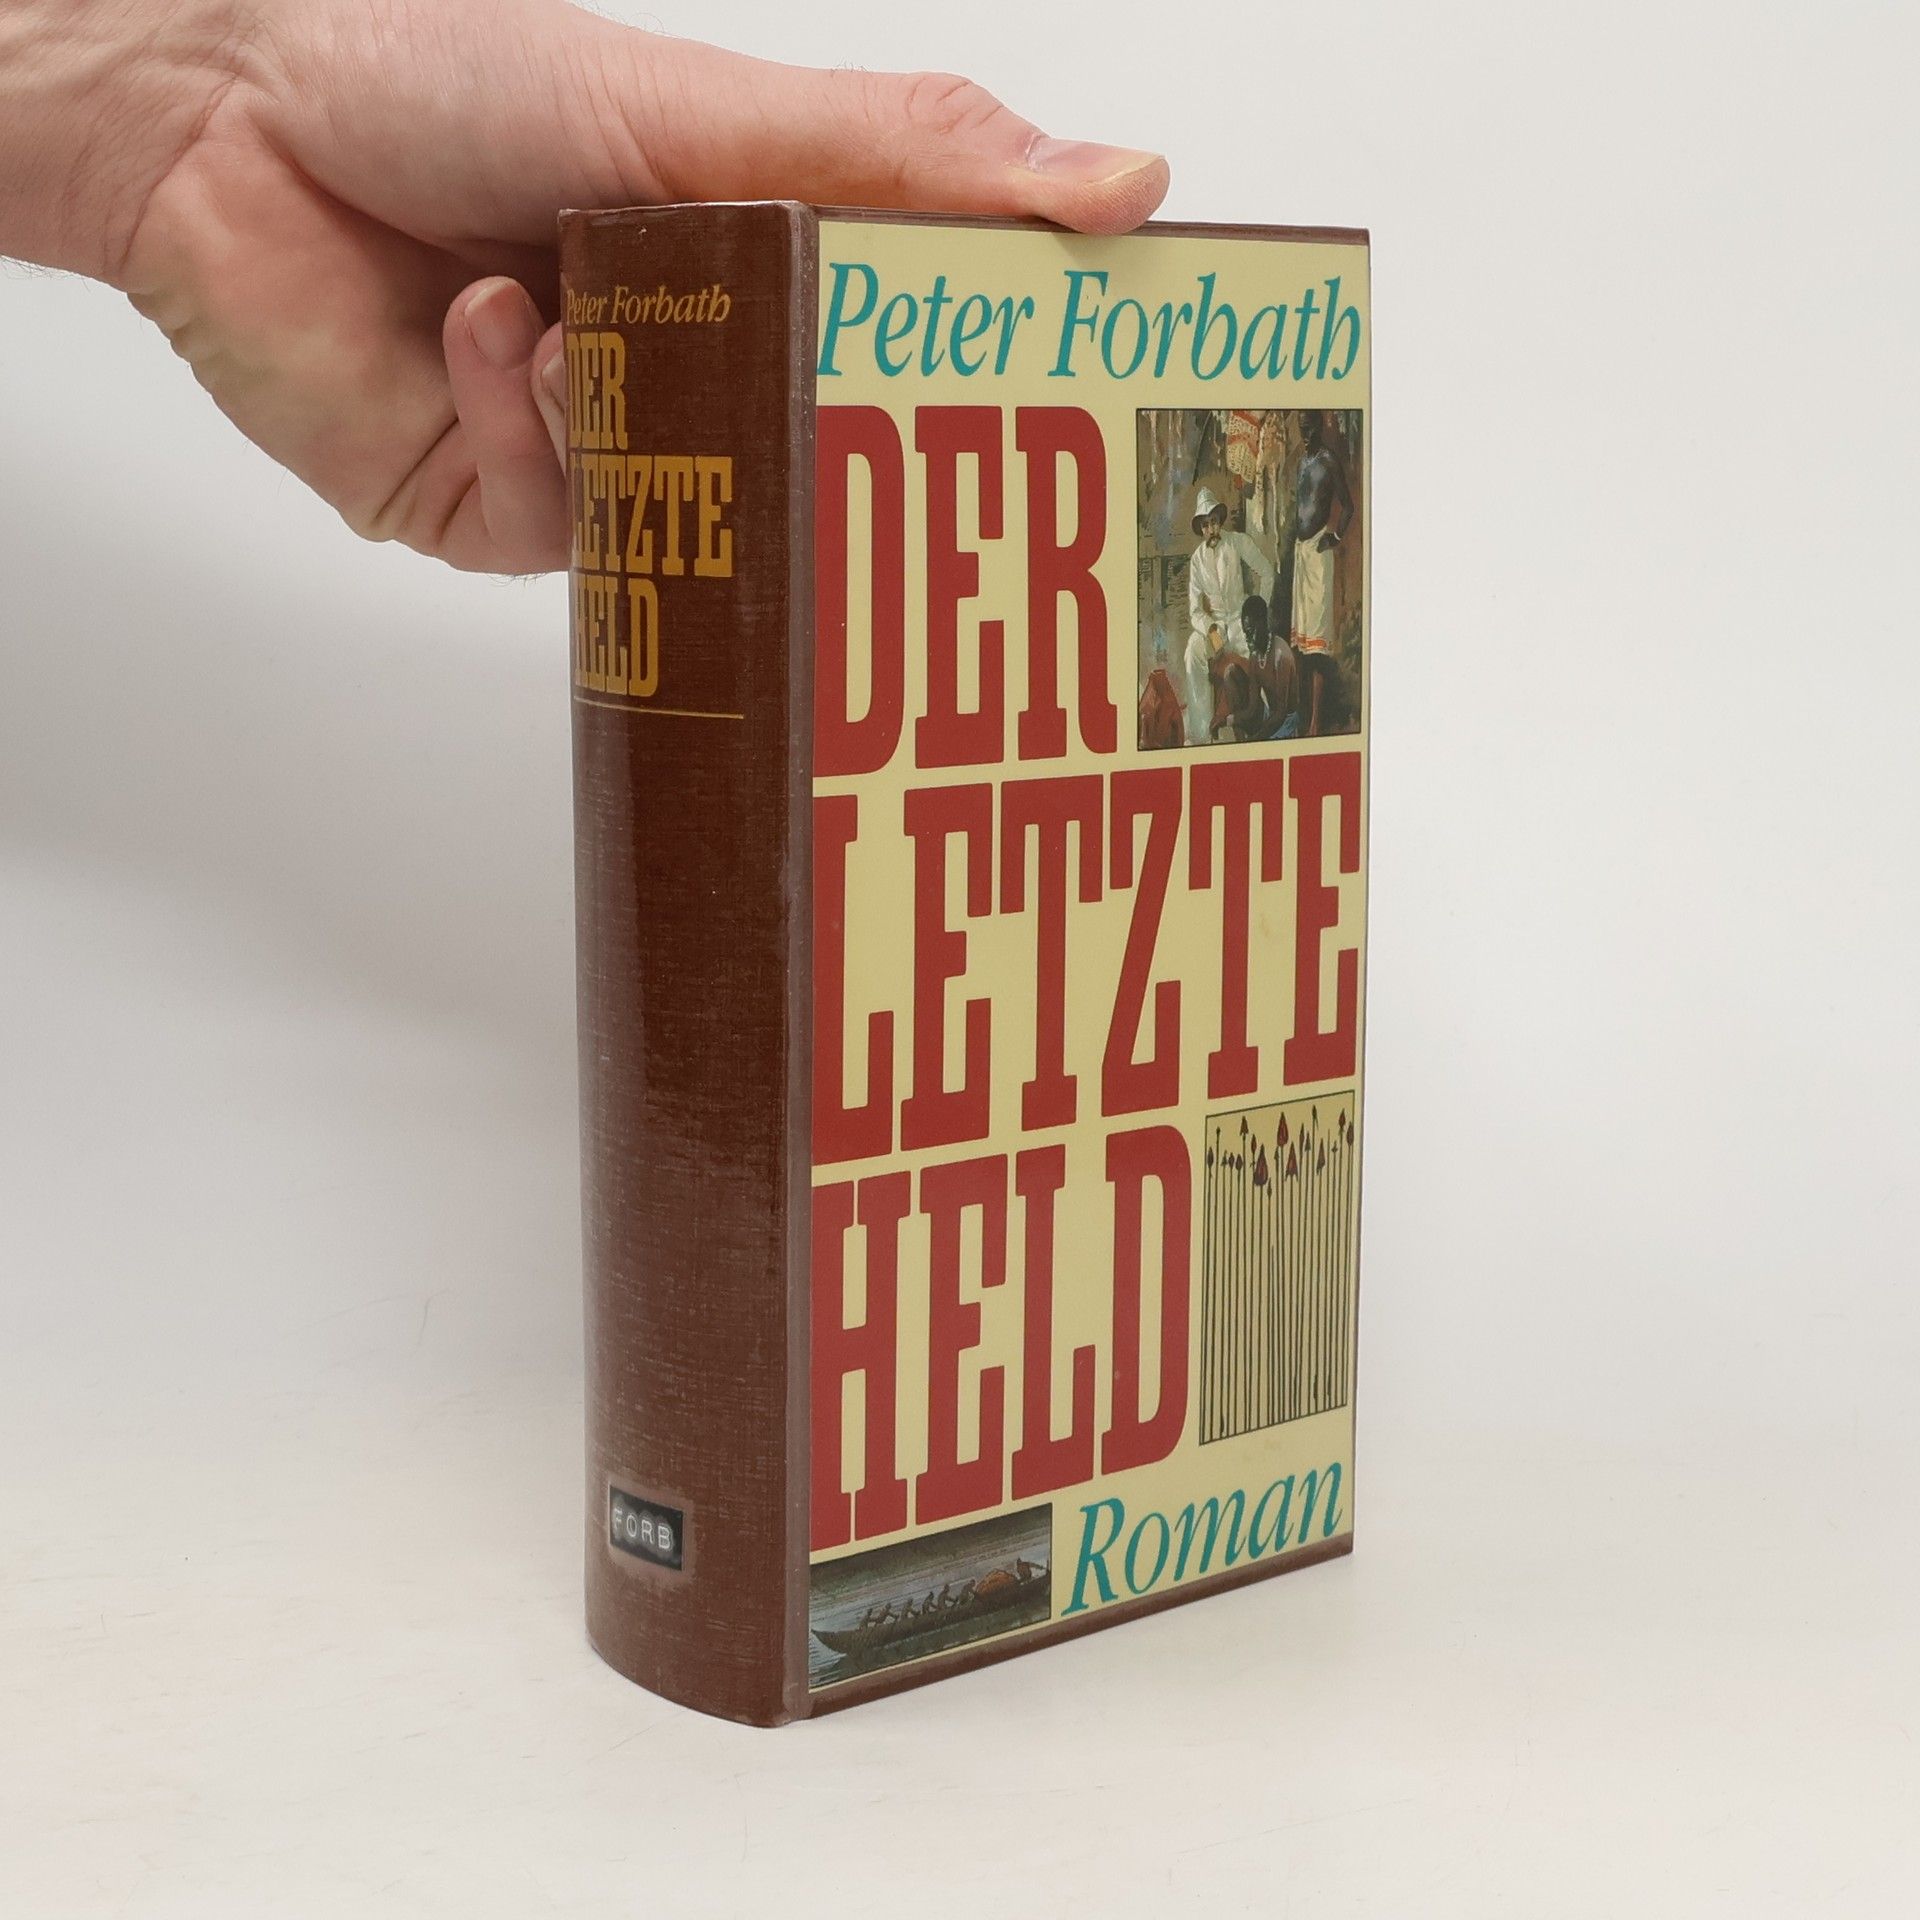 Peter Forbath
DER
LETZTE
HELD
FORB
Peter Forbath
DER
LETZTE
HELD
Roman